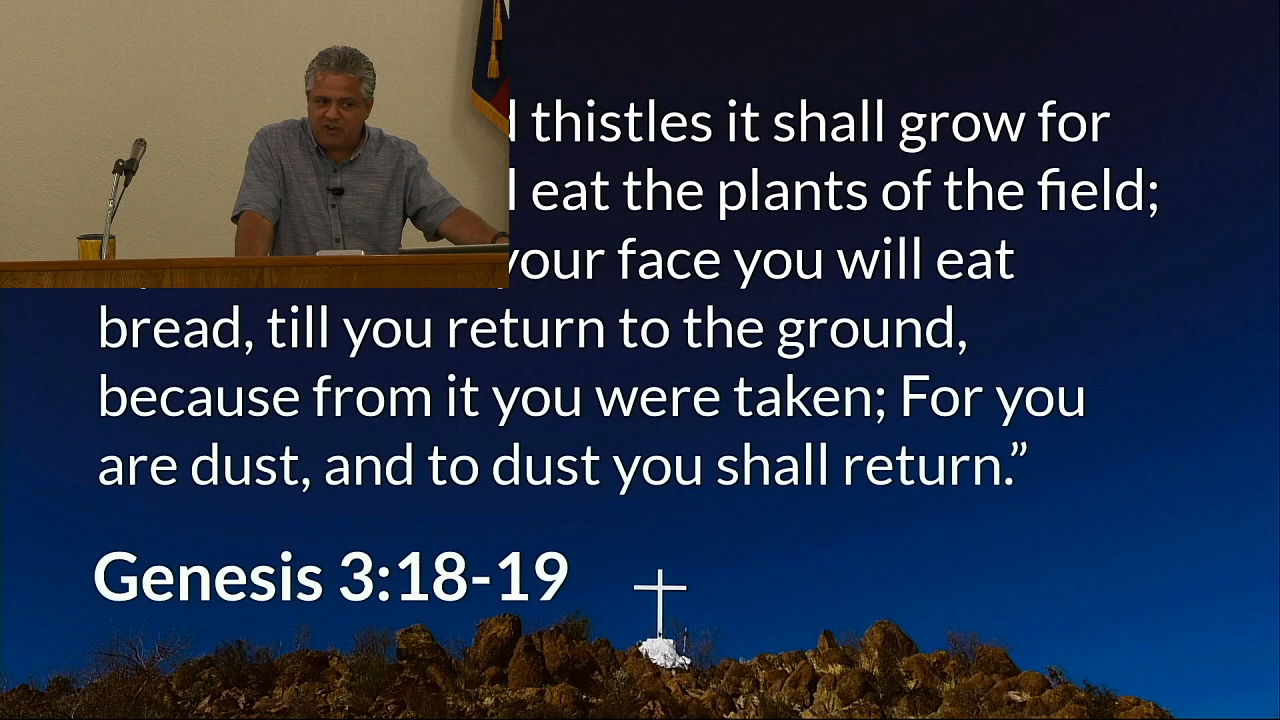 thistles it shall grow for
eat the plants of the field;
your face you will eat
bread, till you return to the ground,
because from it you were taken; For you
are dust, and to dust you shall return.”
Genesis 3:18-19